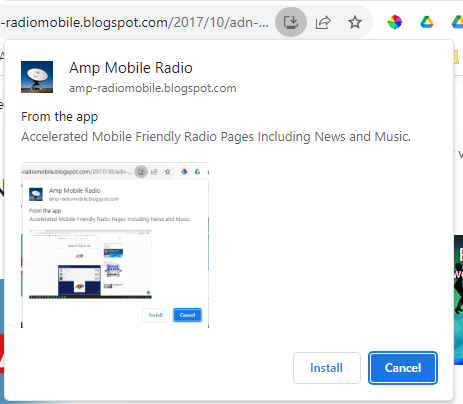 -radiomobile.blogspot.com/2017/10/adn-...
Amp Mobile Radio
amp-radiomobile.blogspot.com
From the app
Accelerated Mobile Friendly Radio Pages Including News and Music.
-radiomobile.blogspot.com/2017/10/adn-...
Amp Mobile Radio
amp-radiomobile.blogspot.com
From the app
Accelerated Mobile Friendly Radio Pages Including News and Music.
Install
Cancel
Install
Cancel